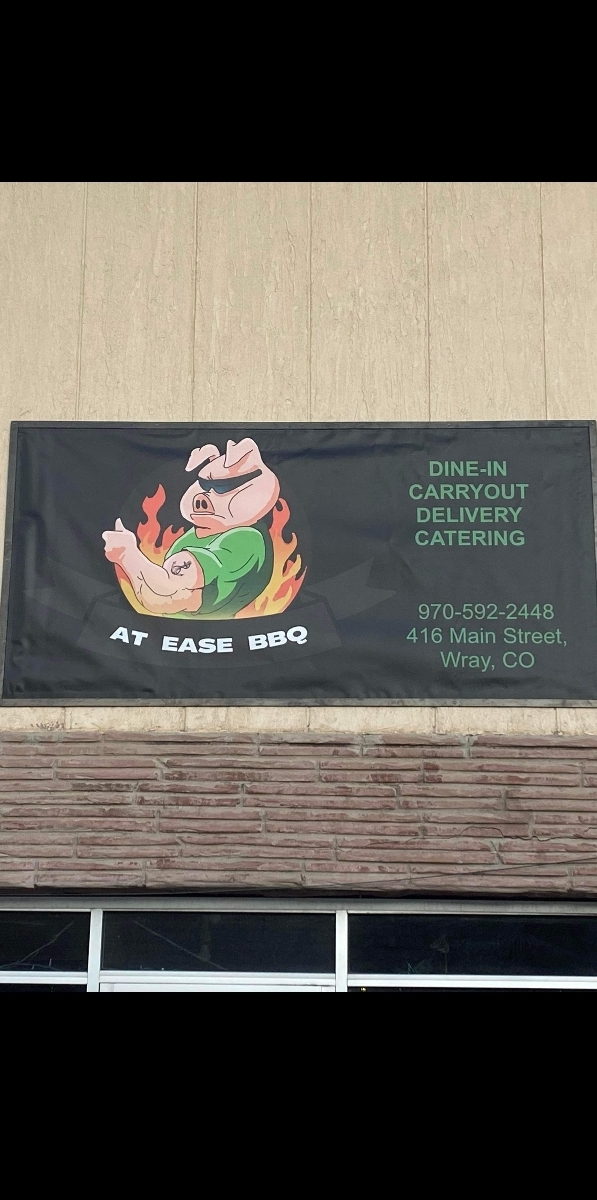 AT EASE BBQ
DINE-IN
CARRYOUT
DELIVERY
CATERING
970-592-2448
416 Main Street,
Wray, CO